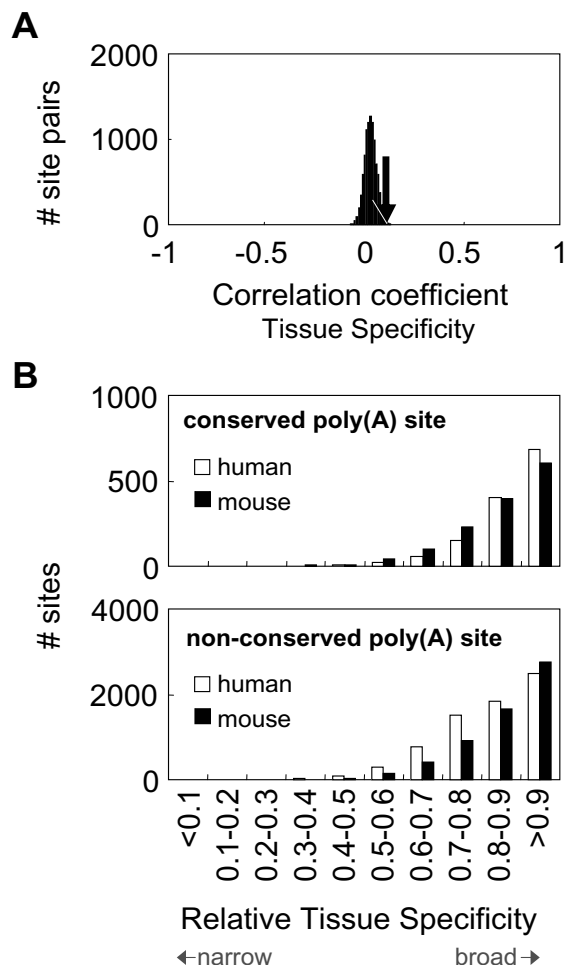 A
2000
1000
0
# site pairs
-1 -0.5 0 0.5 1
Correlation coefficient
Tissue Specificity
B
1000
500
0
conserved poly(A) site
human
mouse
# sites
4000
2000
0
non-conserved poly(A) site
human
mouse
<0.1
0.1-0.2
0.2-0.3
0.3-0.4
0.4-0.5
0.5-0.6
0.6-0.7
0.7-0.8
0.8-0.9
>0.9
Relative Tissue Specificity
←narrow broad→